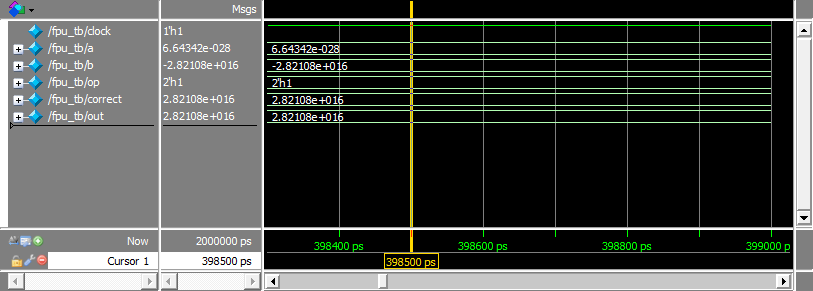 Msgs
/fpu_tb/clock 1'h1
/fpu_tb/a 6.64342e-028 6.64342e-028
/fpu_tb/b -2.82108e+016 -2.82108e+016
/fpu_tb/op 2'h1 2'h1
/fpu_tb/correct 2.82108e+016 2.82108e+016
/fpu_tb/out 2.82108e+016 2.82108e+016
Now 2000000 ps 398400 ps 398600 ps 398800 ps 399000 p
Cursor 1 398500 ps 398500 ps